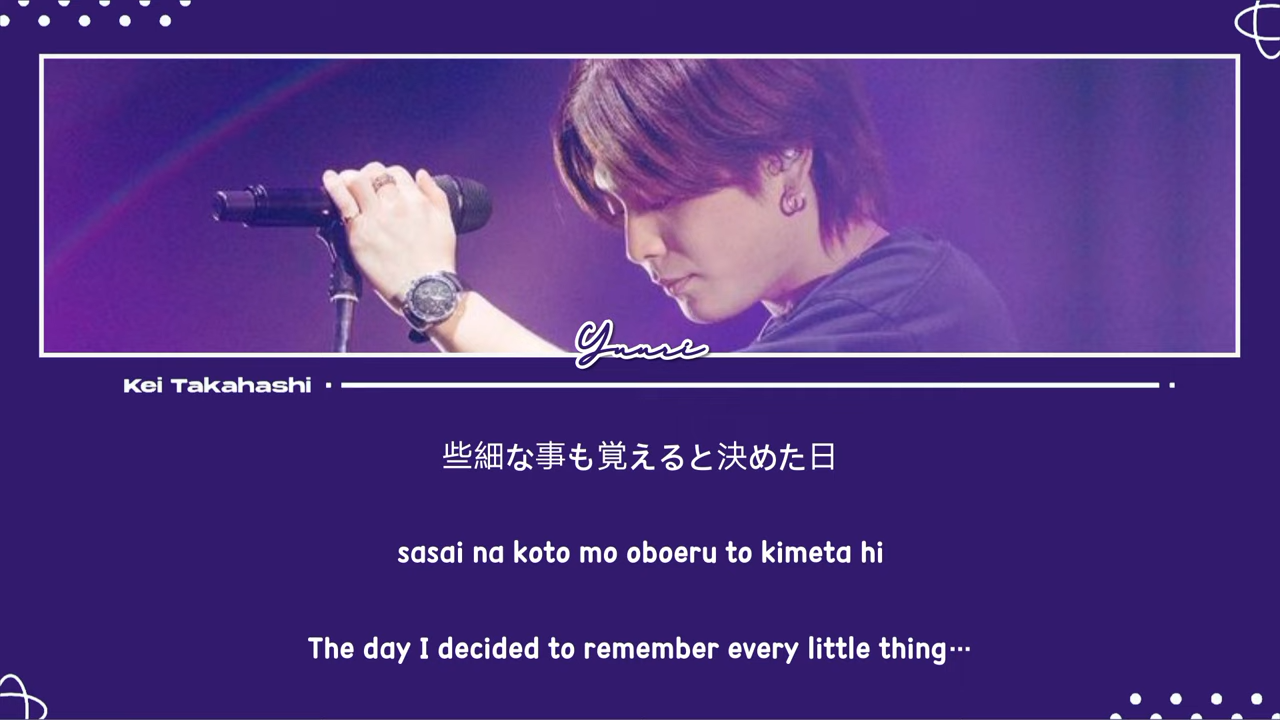 Yuuri
Kei Takahashi
些細な事も覚えると決めた日
sasai na koto mo oboeru to kimeta hi
The day I decided to remember every little thing…